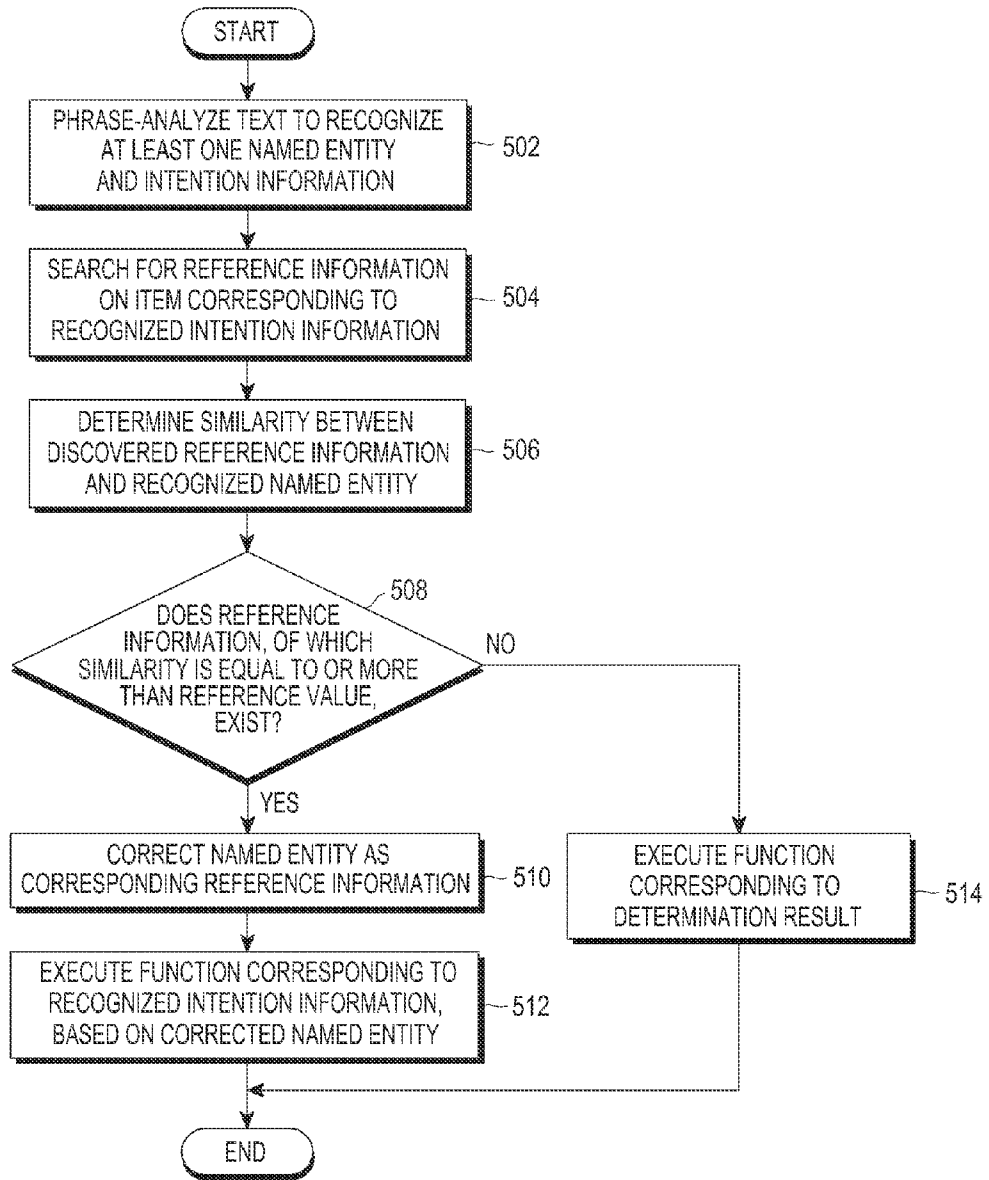 START
PHRASE-ANALYZE TEXT TO RECOGNIZE
AT LEAST ONE NAMED ENTITY
AND INTENTION INFORMATION
502
SEARCH FOR REFERENCE INFORMATION
ON ITEM CORRESPONDING TO
RECOGNIZED INTENTION INFORMATION
504
DETERMINE SIMILARITY BETWEEN
DISCOVERED REFERENCE INFORMATION
AND RECOGNIZED NAMED ENTITY
506
508
DOES REFERENCE
INFORMATION, OF WHICH
SIMILARITY IS EQUAL TO OR MORE
THAN REFERENCE VALUE,
EXIST?
NO
YES
CORRECT NAMED ENTITY AS
CORRESPONDING REFERENCE INFORMATION
510
EXECUTE FUNCTION
CORRESPONDING TO
DETERMINATION RESULT
514
EXECUTE FUNCTION CORRESPONDING TO
RECOGNIZED INTENTION INFORMATION,
BASED ON CORRECTED NAMED ENTITY
512
END